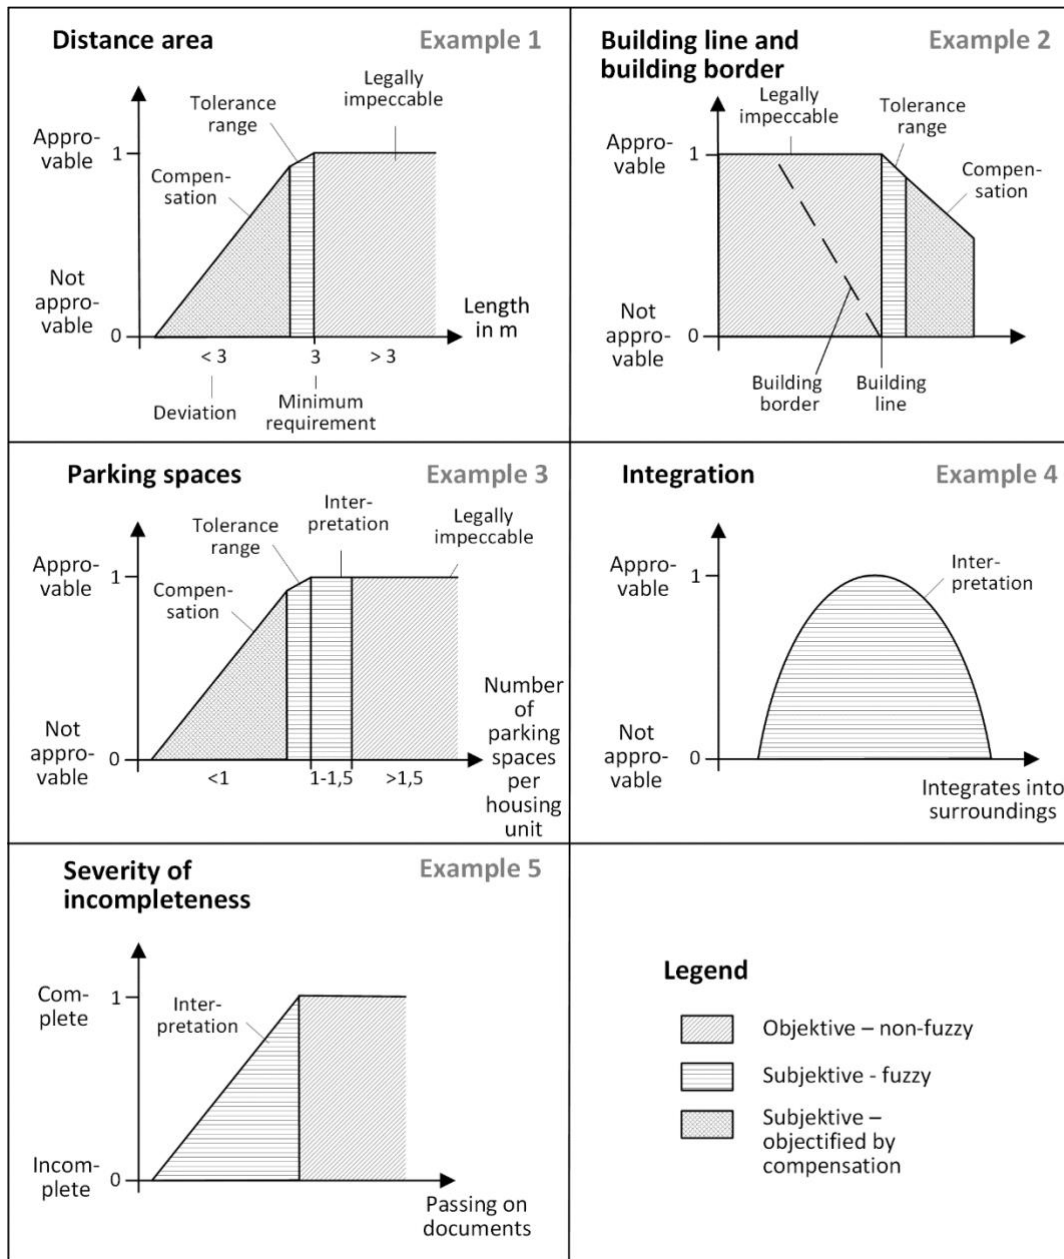 Distance area
Example 1
Legally
impeccable
Tolerance
range
Appro-
vable
1
Compen-
sation
Not
appro-
vable
0
Length
in m
< 3
3
> 3
Deviation
Minimum
requirement
Building line and
building border
Example 2
Legally
impeccable
Tolerance
range
Appro-
vable
1
Compen-
sation
Not
appro-
vable
0
Building
border
Building
line
Parking spaces
Example 3
Inter-
pretation
Tolerance
range
Legally
impeccable
Appro-
vable
1
Compen-
sation
Not
appro-
vable
0
<1
1-1,5
>1,5
Number
of
parking
spaces
per
housing
unit
Integration
Example 4
Appro-
vable
1
Inter-
pretation
Not
appro-
vable
0
Integrates into
surroundings
Severity of
incompleteness
Example 5
Com-
plete
1
Inter-
pretation
Incom-
plete
0
Passing on
documents
Legend
Objektive – non-fuzzy
Subjektive - fuzzy
Subjektive –
objectified by
compensation